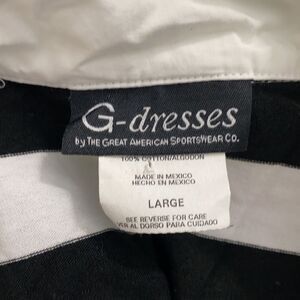 G-dresses
by THE GREAT AMERICAN SPORTSWEAR CO.
100% COTTON/ALGODON
MADE IN MEXICO
HECHO EN MEXICO
LARGE
SEE REVERSE FOR CARE
VER AL DORSO PARA CUIDADO